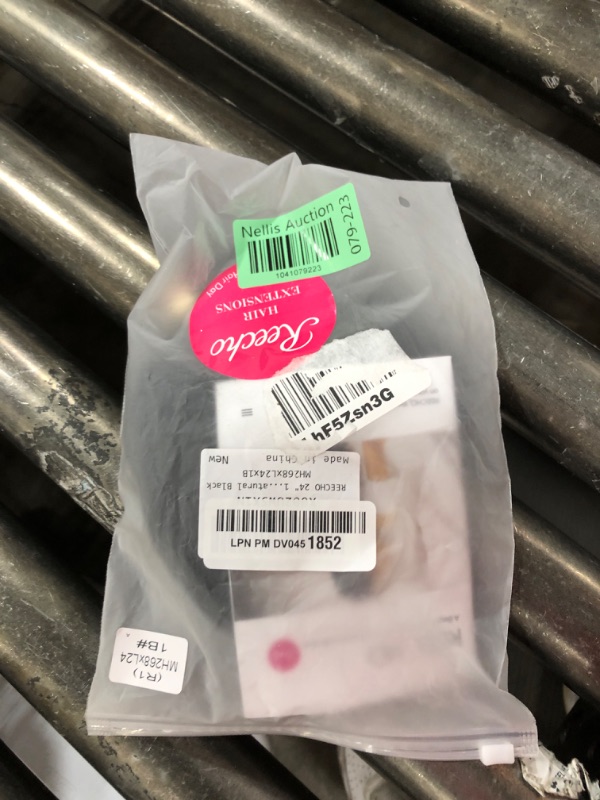 Nellis Auction
079-223
1041079223
Reecho
HAIR
EXTENSIONS
hF5Zsn3G
REECHO 24" 1...atural Black
MH268xL24x1B
New
Made in China
LPN PM DV045 1852
(R1)
MH268xL24
1B#